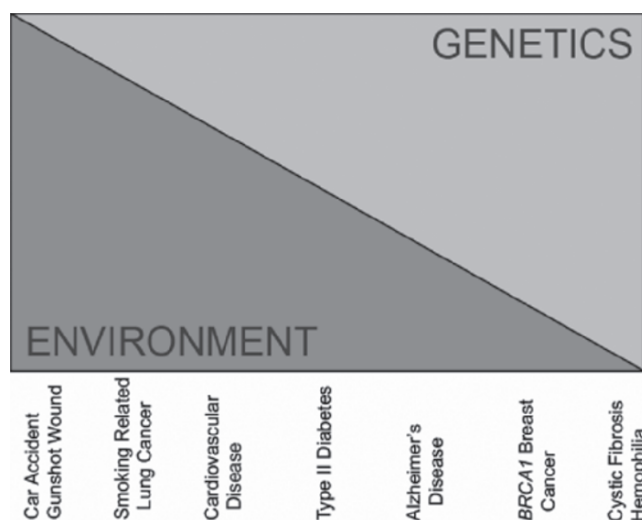 GENETICS
ENVIRONMENT
Car Accident
Gunshot Wound
Smoking Related
Lung Cancer
Cardiovascular
Disease
Type II Diabetes
Alzheimer's
Disease
BRCA1 Breast
Cancer
Cystic Fibrosis
Hemophilia